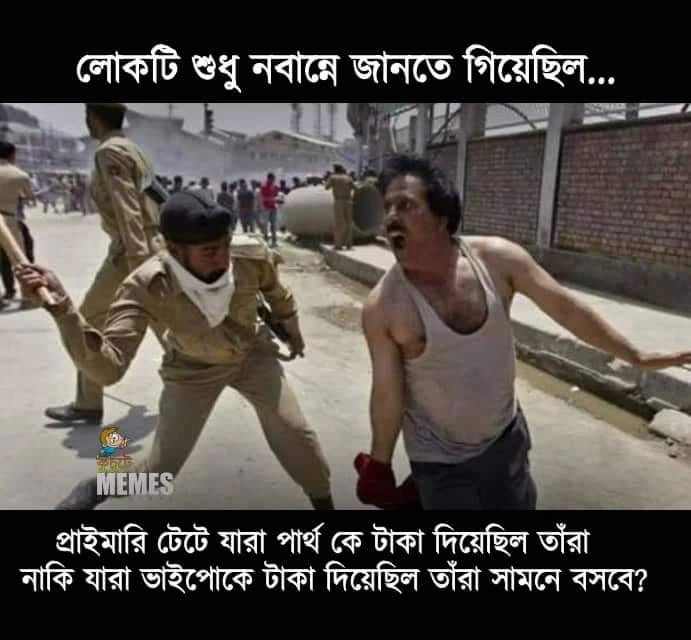 লোকটি শুধু নবান্নে জানতে গিয়েছিল...
MEMES
প্রাইমারি টেটে যারা পার্থ কে টাকা দিয়েছিল তাঁরা
নাকি যারা ভাইপোকে টাকা দিয়েছিল তাঁরা সামনে বসবে?